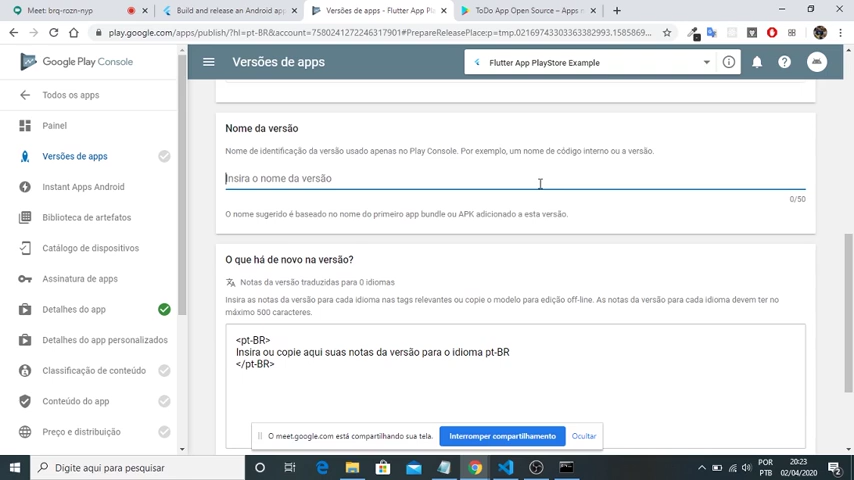 Meet: brq-rozn-nyp
Build and release an Android app
Versões de apps - Flutter App Pl
ToDo App Open Source – Apps n
play.google.com/apps/publish/?hl=pt-BR&account=7580241272246317901#PrepareReleasePlace:p=tmp.02169743303363382993.1585869...
Google Play Console
Versões de apps
Flutter App PlayStore Example
Todos os apps
Painel
Versões de apps
Instant Apps Android
Biblioteca de artefatos
Catálogo de dispositivos
Assinatura de apps
Detalhes do app
Detalhes do app personalizados
Classificação de conteúdo
Conteúdo do app
Preço e distribuição
Nome da versão
Nome de identificação da versão usado apenas no Play Console. Por exemplo, um nome de código interno ou a versão.
Insira o nome da versão
0/50
O nome sugerido é baseado no nome do primeiro app bundle ou APK adicionado a esta versão.
O que há de novo na versão?
Notas da versão traduzidas para 0 idiomas
Insira as notas da versão para cada idioma nas tags relevantes ou copie o modelo para edição off-line. As notas da versão para cada idioma devem ter no
máximo 500 caracteres.
<pt-BR>
Insira ou copie aqui suas notas da versão para o idioma pt-BR
</pt-BR>
O meet.google.com está compartilhando sua tela.
Interromper compartilhamento
Ocultar
Digite aqui para pesquisar
POR
PTB
20:23
02/04/2020
2